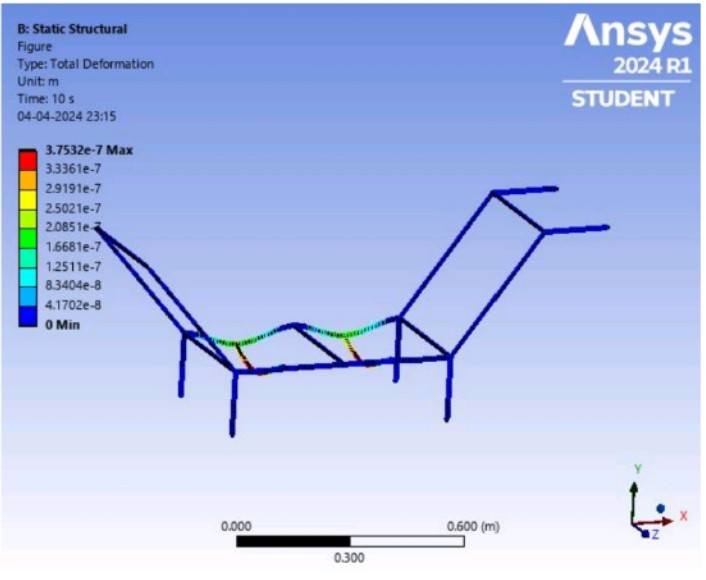 B: Static Structural
Figure
Type: Total Deformation
Unit: m
Time: 10 s
04-04-2024 23:15
Ansys
2024 R1
STUDENT
3.7532e-7 Max
3.3361e-7
2.9191e-7
2.5021e-7
2.0851e-7
1.6681e-7
1.2511e-7
8.3404e-8
4.1702e-8
0 Min
0.000
0.600 (m)
0.300
Y
X
Z